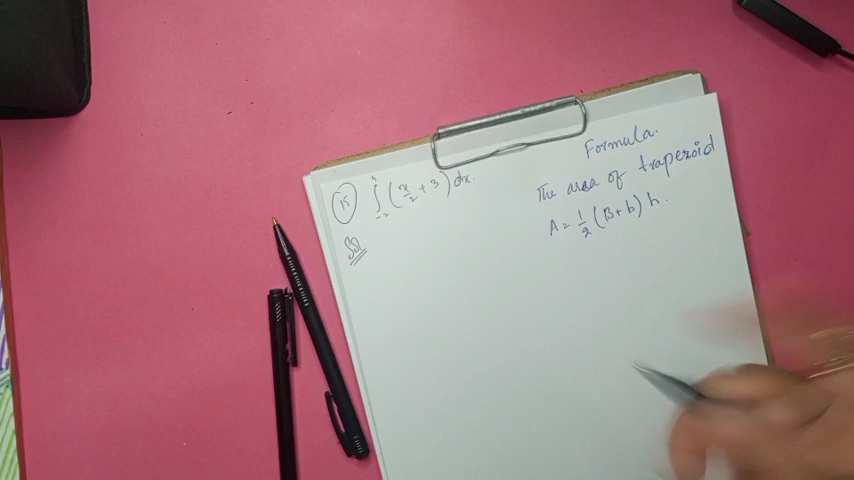 15 ∫₋₂⁴ (x/2 + 3) dx.
Sol
Formula.
The area of trapezoid
A = 1/2 (B+b) h.